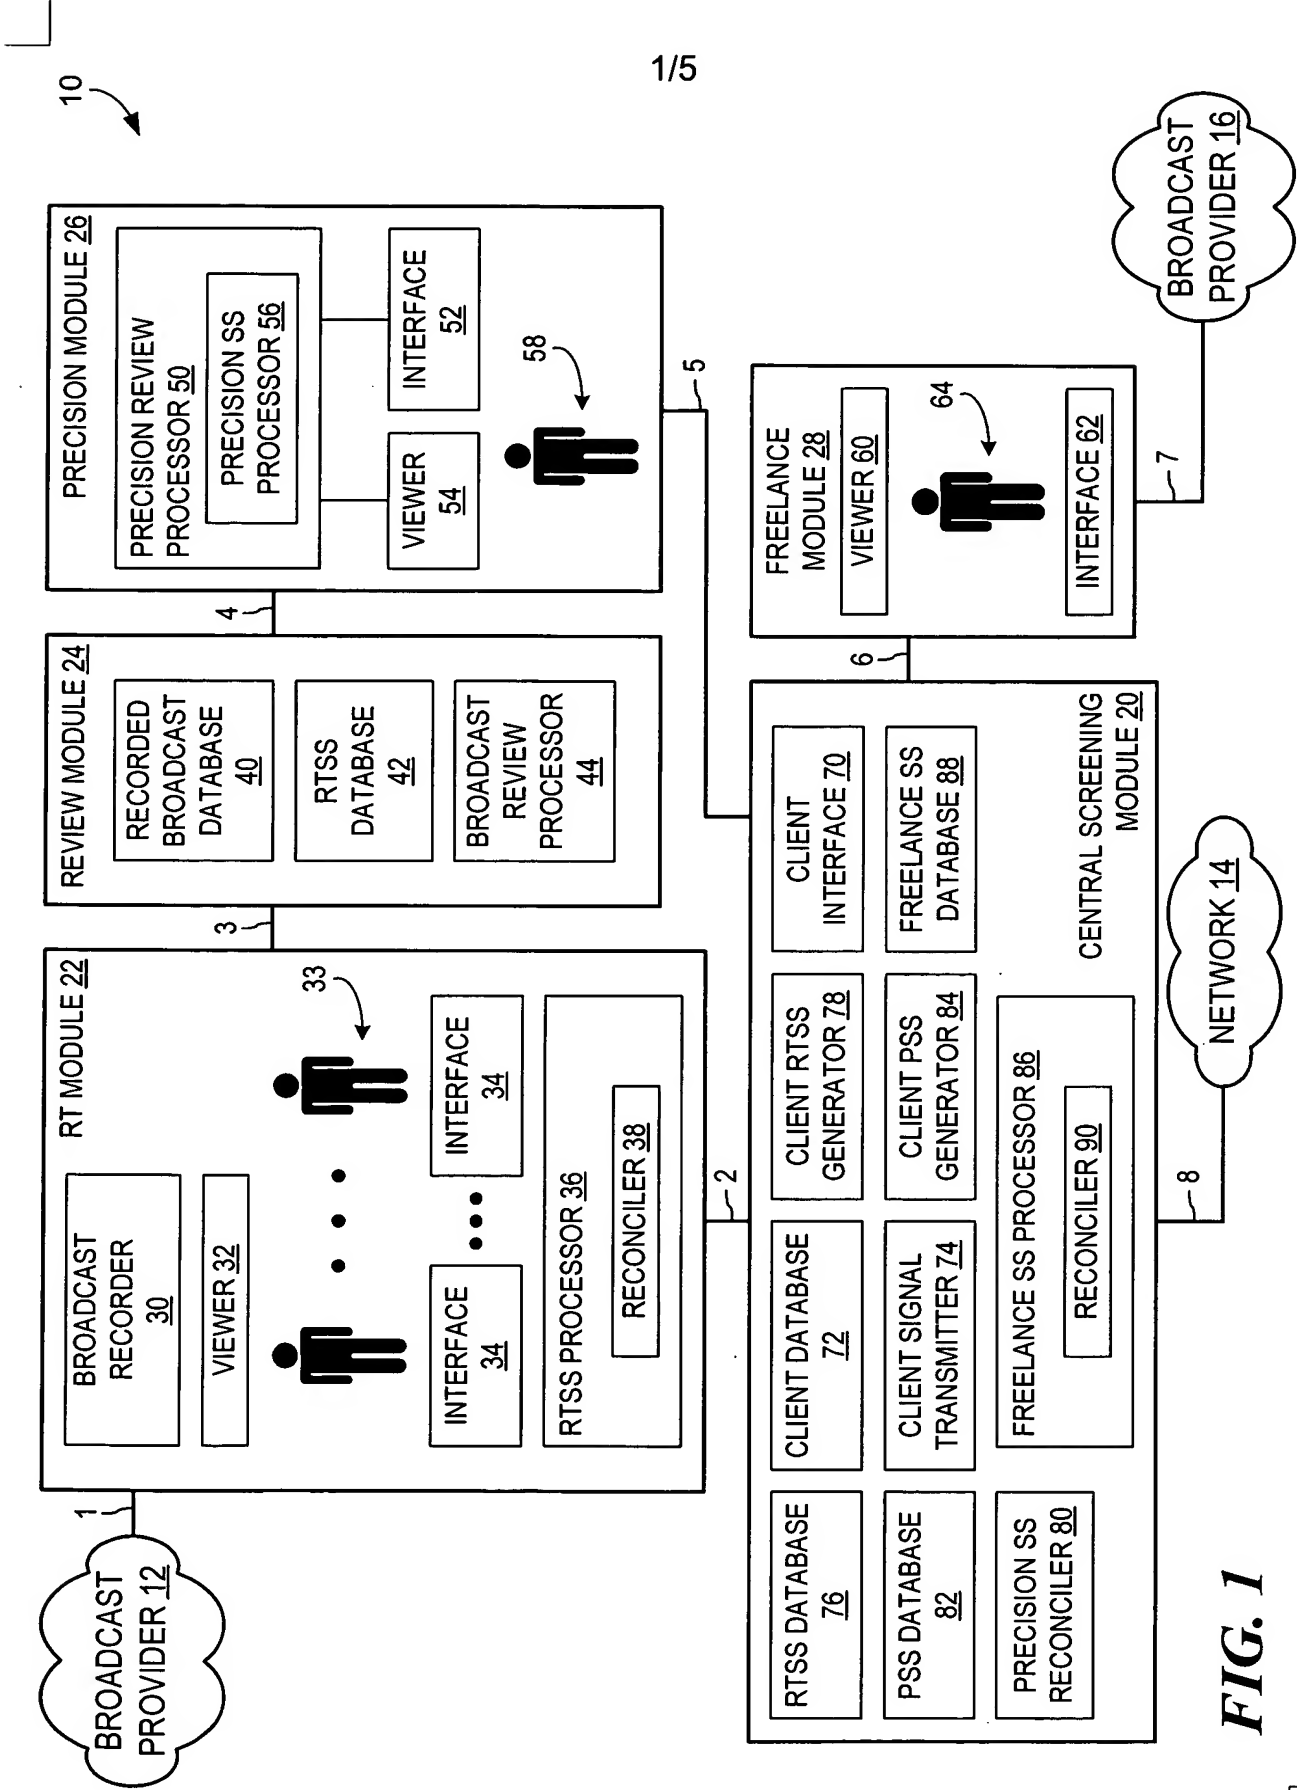 1/5
10
BROADCAST
PROVIDER 12
1
RT MODULE 22
BROADCAST
RECORDER
30
VIEWER 32
33
INTERFACE
34
INTERFACE
34
RTSS PROCESSOR 36
RECONCILER 38
3
REVIEW MODULE 24
RECORDED
BROADCAST
DATABASE
40
RTSS
DATABASE
42
BROADCAST
REVIEW
PROCESSOR
44
4
PRECISION MODULE 26
PRECISION REVIEW
PROCESSOR 50
PRECISION SS
PROCESSOR 56
VIEWER
54
INTERFACE
52
58
2
5
RTSS DATABASE
76
CLIENT DATABASE
72
CLIENT RTSS
GENERATOR 78
CLIENT
INTERFACE 70
PSS DATABASE
82
CLIENT SIGNAL
TRANSMITTER 74
CLIENT PSS
GENERATOR 84
FREELANCE SS
DATABASE 88
PRECISION SS
RECONCILER 80
FREELANCE SS PROCESSOR 86
RECONCILER 90
CENTRAL SCREENING
MODULE 20
6
FREELANCE
MODULE 28
VIEWER 60
64
INTERFACE 62
7
BROADCAST
PROVIDER 16
8
NETWORK 14
FIG. 1